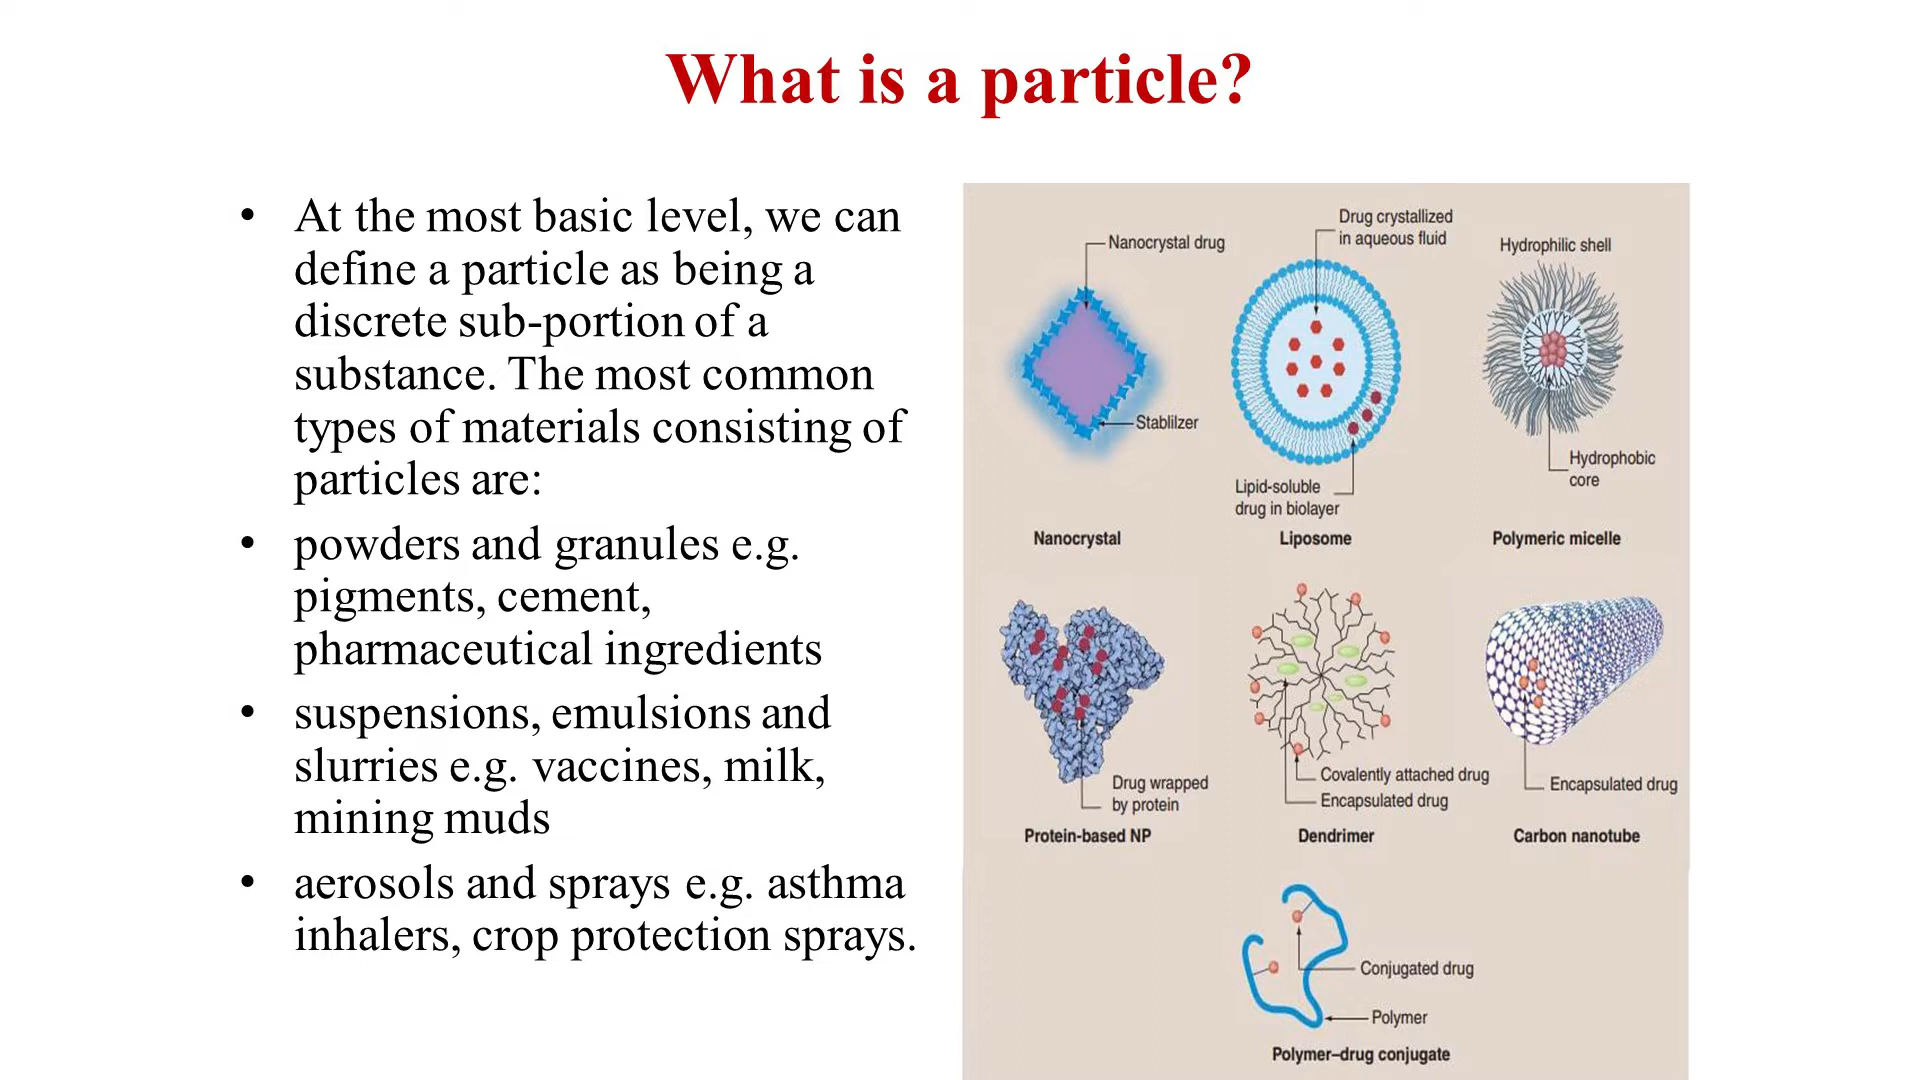 What is a particle?
• At the most basic level, we can
define a particle as being a
discrete sub-portion of a
substance. The most common
types of materials consisting of
particles are:
• powders and granules e.g.
pigments, cement,
pharmaceutical ingredients
• suspensions, emulsions and
slurries e.g. vaccines, milk,
mining muds
• aerosols and sprays e.g. asthma
inhalers, crop protection sprays.
Nanocrystal drug
Stablilzer
Nanocrystal
Drug crystallized
in aqueous fluid
Lipid-soluble
drug in biolayer
Liposome
Hydrophilic shell
Hydrophobic
core
Polymeric micelle
Drug wrapped
by protein
Protein-based NP
Covalently attached drug
Encapsulated drug
Dendrimer
Encapsulated drug
Carbon nanotube
Conjugated drug
Polymer
Polymer–drug conjugate